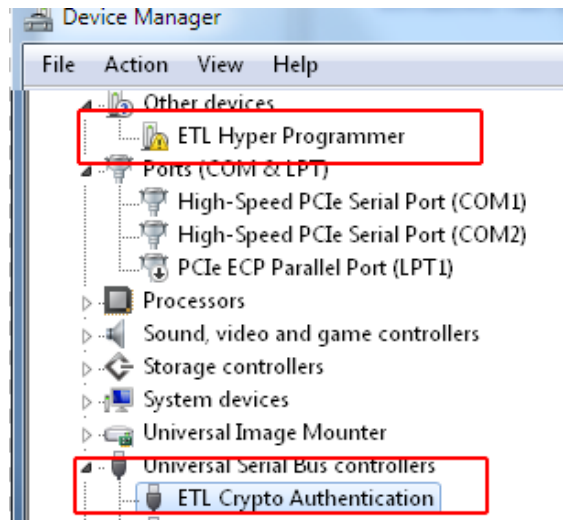 Device Manager
File Action View Help
Other devices
ETL Hyper Programmer
Ports (COM & LPT)
High-Speed PCIe Serial Port (COM1)
High-Speed PCIe Serial Port (COM2)
PCIe ECP Parallel Port (LPT1)
Processors
Sound, video and game controllers
Storage controllers
System devices
Universal Image Mounter
Universal Serial Bus controllers
ETL Crypto Authentication